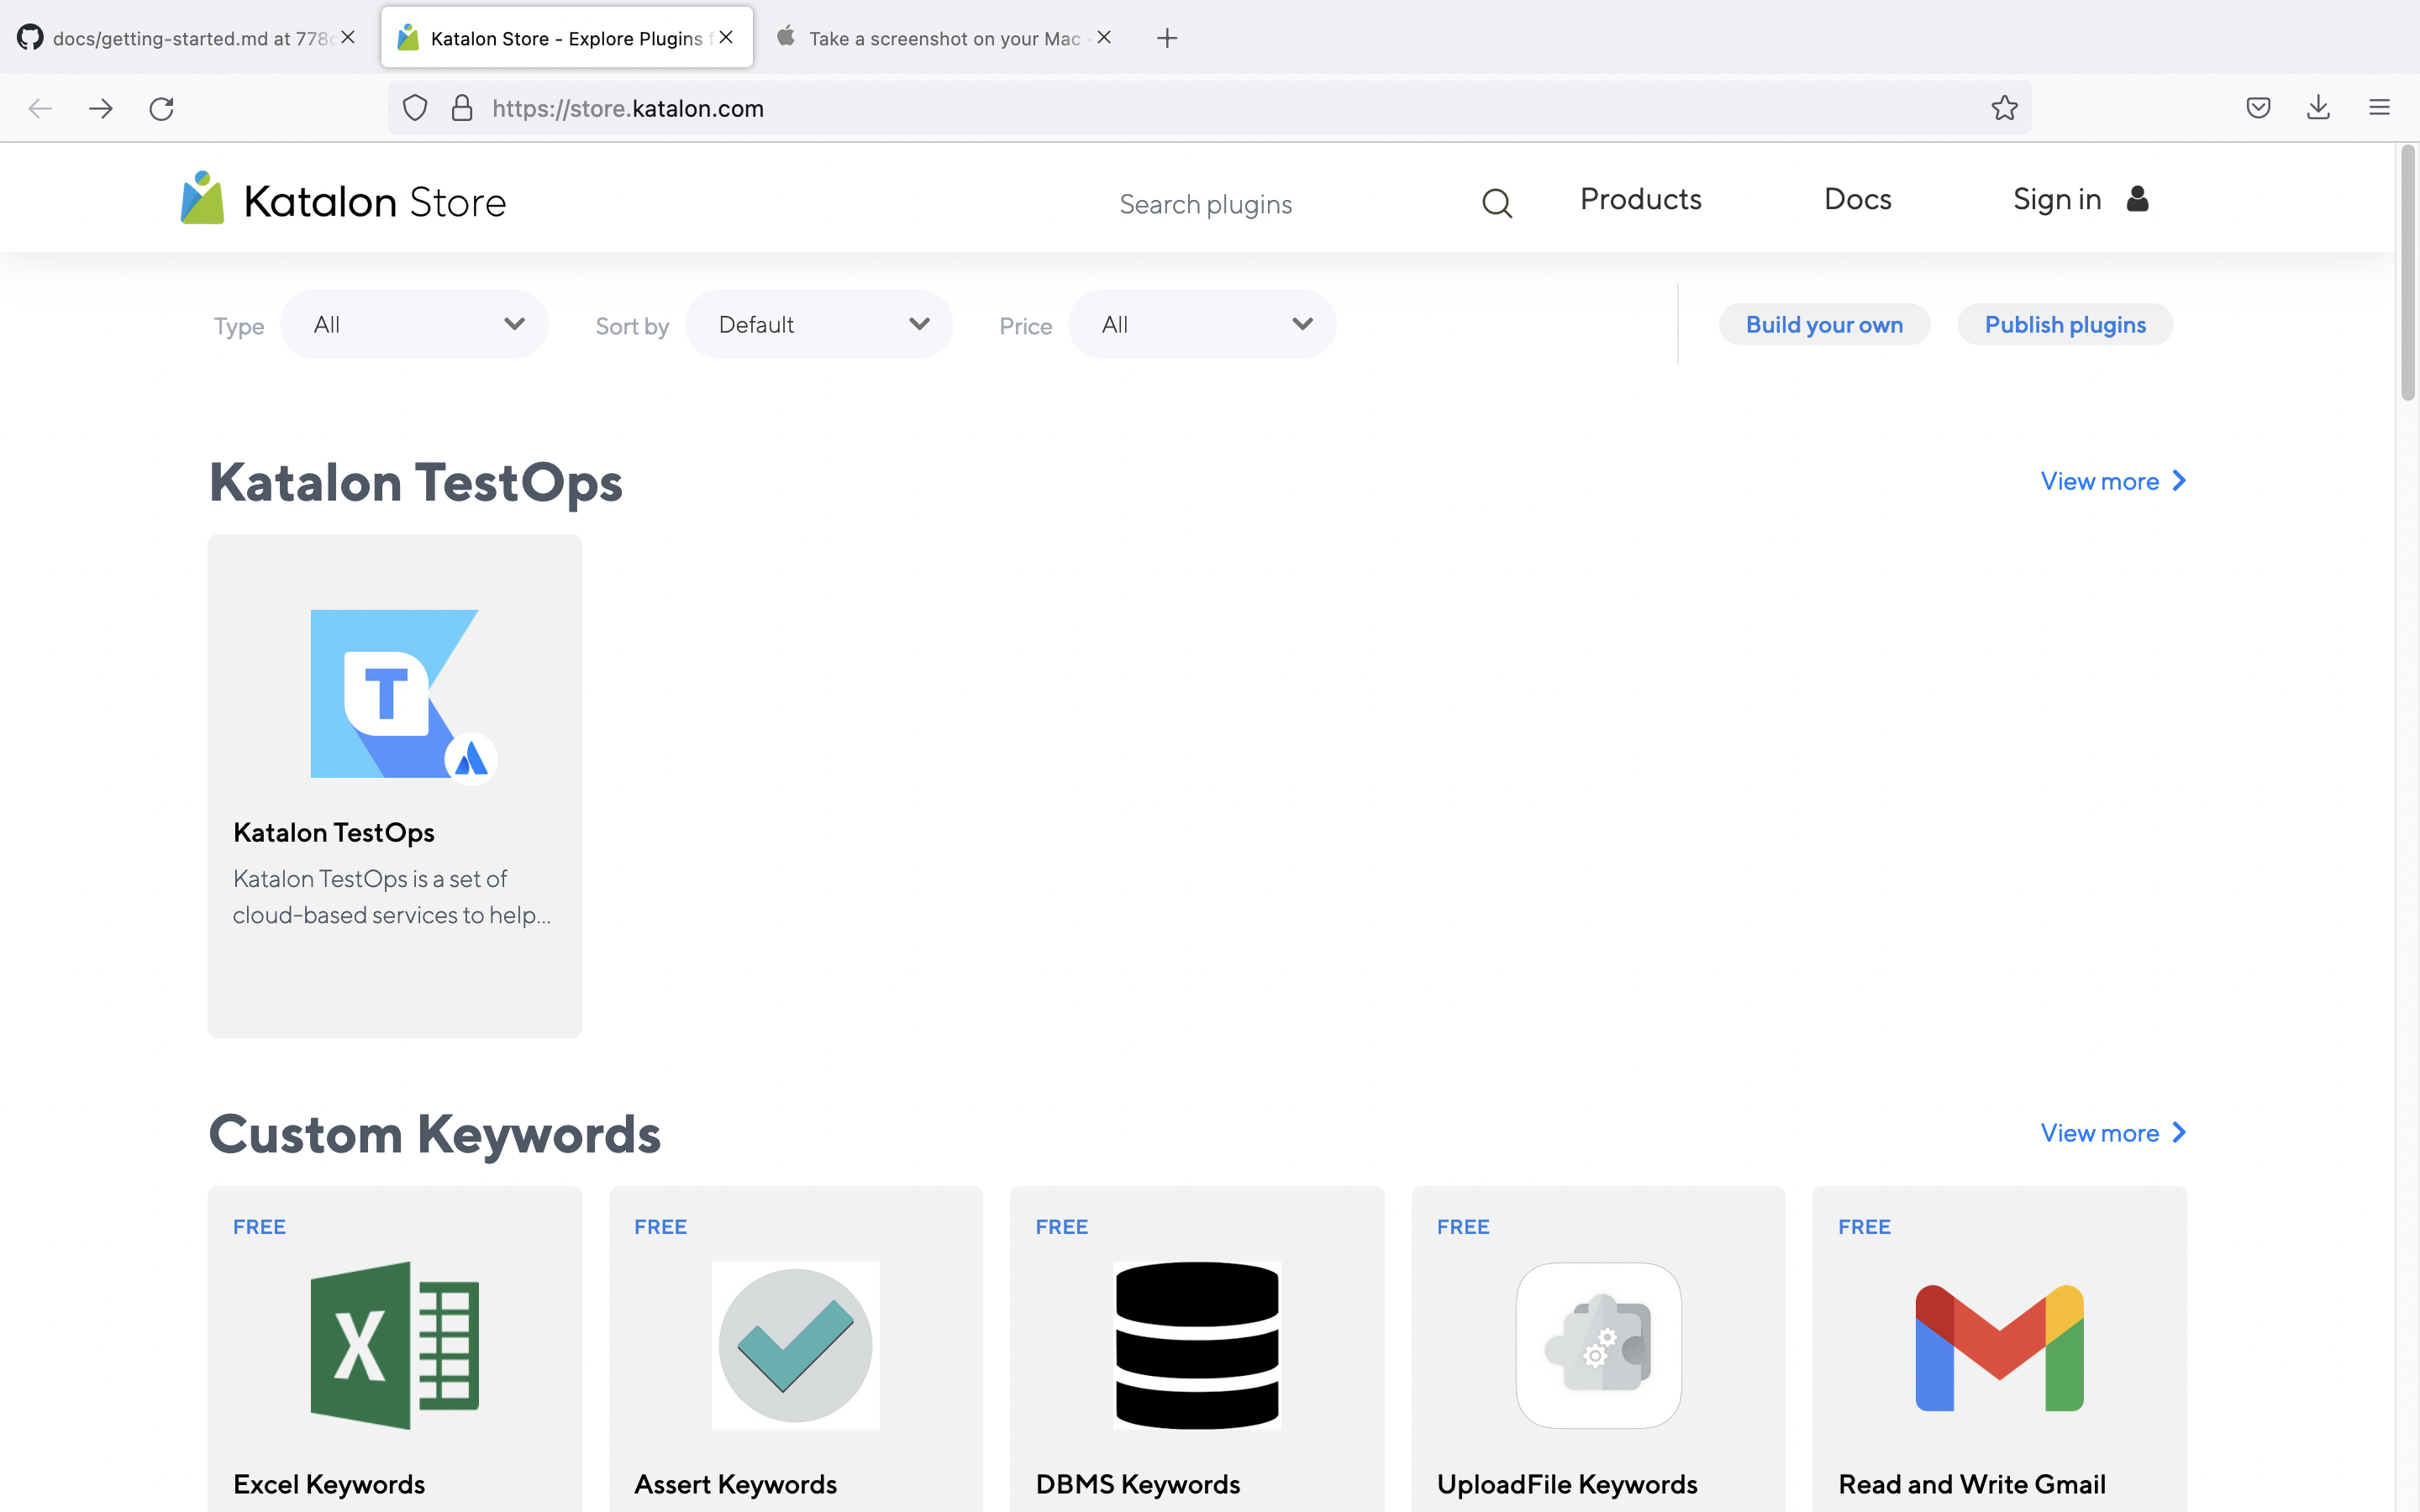 docs/getting-started.md at 778
Katalon Store - Explore Plugins f
Take a screenshot on your Mac -
https://store.katalon.com
Katalon Store
Search plugins
Products
Docs
Sign in
Type
All
Sort by
Default
Price
All
Build your own
Publish plugins
Katalon TestOps
View more
T
Katalon TestOps
Katalon TestOps is a set of
cloud-based services to help...
Custom Keywords
View more
FREE
FREE
FREE
FREE
FREE
X
Excel Keywords
Assert Keywords
DBMS Keywords
UploadFile Keywords
Read and Write Gmail